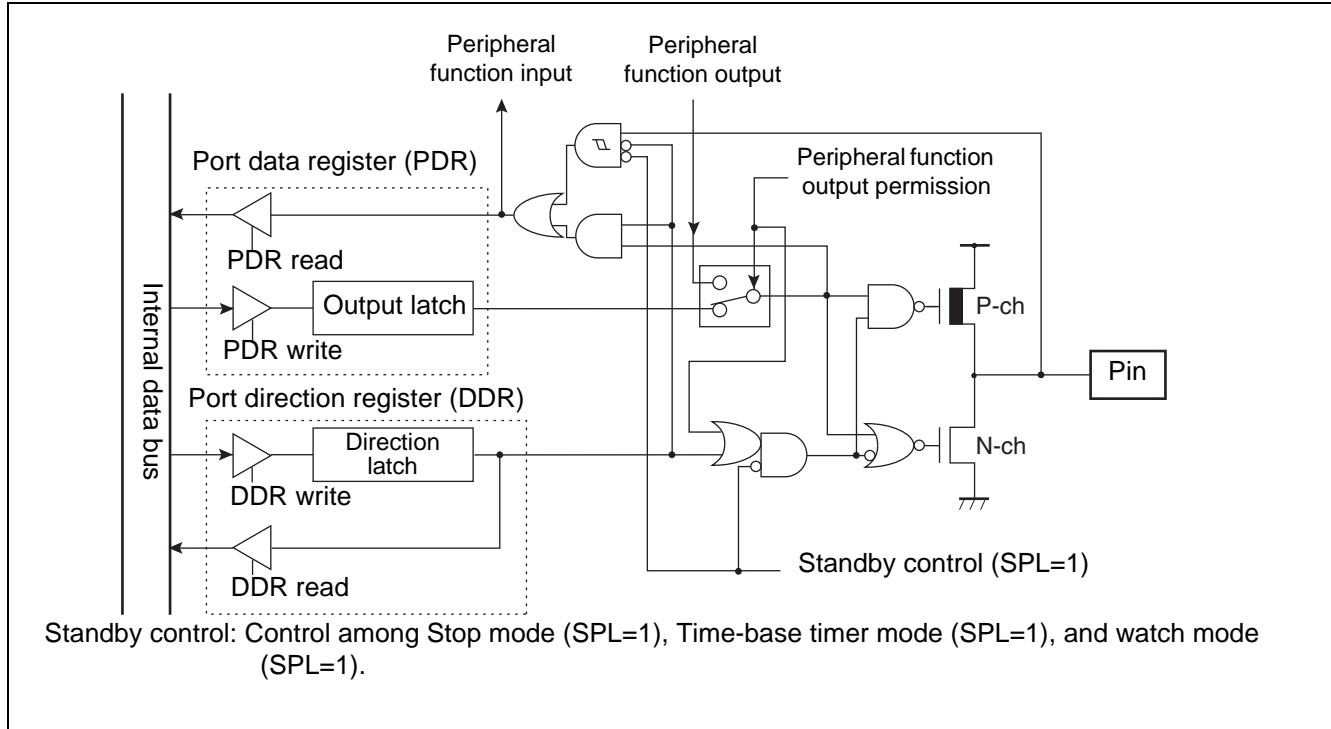 Peripheral
function input
Peripheral
function output
Port data register (PDR)
Peripheral function
output permission
PDR read
Output latch
PDR write
P-ch
Internal data bus
Pin
Port direction register (DDR)
Direction
latch
N-ch
DDR write
DDR read
Standby control (SPL=1)
Standby control: Control among Stop mode (SPL=1), Time-base timer mode (SPL=1), and watch mode
(SPL=1).